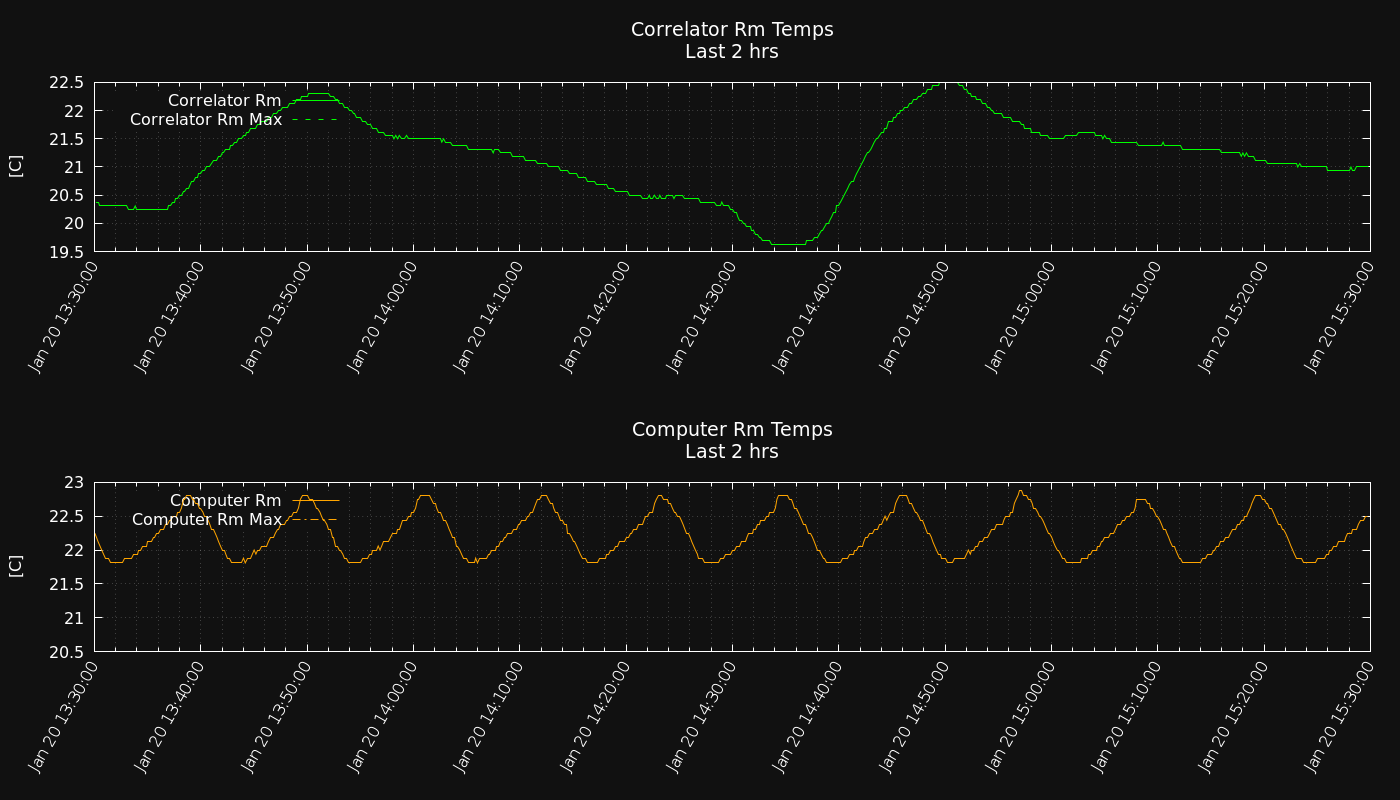 Correlator Rm Temps
Last 2 hrs
22.5
22
21.5
21
20.5
20
19.5
[C]
Correlator Rm
Correlator Rm Max
Jan 20 13:30:00
Jan 20 13:40:00
Jan 20 13:50:00
Jan 20 14:00:00
Jan 20 14:10:00
Jan 20 14:20:00
Jan 20 14:30:00
Jan 20 14:40:00
Jan 20 14:50:00
Jan 20 15:00:00
Jan 20 15:10:00
Jan 20 15:20:00
Jan 20 15:30:00
Computer Rm Temps
Last 2 hrs
23
22.5
22
21.5
21
20.5
[C]
Computer Rm
Computer Rm Max
Jan 20 13:30:00
Jan 20 13:40:00
Jan 20 13:50:00
Jan 20 14:00:00
Jan 20 14:10:00
Jan 20 14:20:00
Jan 20 14:30:00
Jan 20 14:40:00
Jan 20 14:50:00
Jan 20 15:00:00
Jan 20 15:10:00
Jan 20 15:20:00
Jan 20 15:30:00